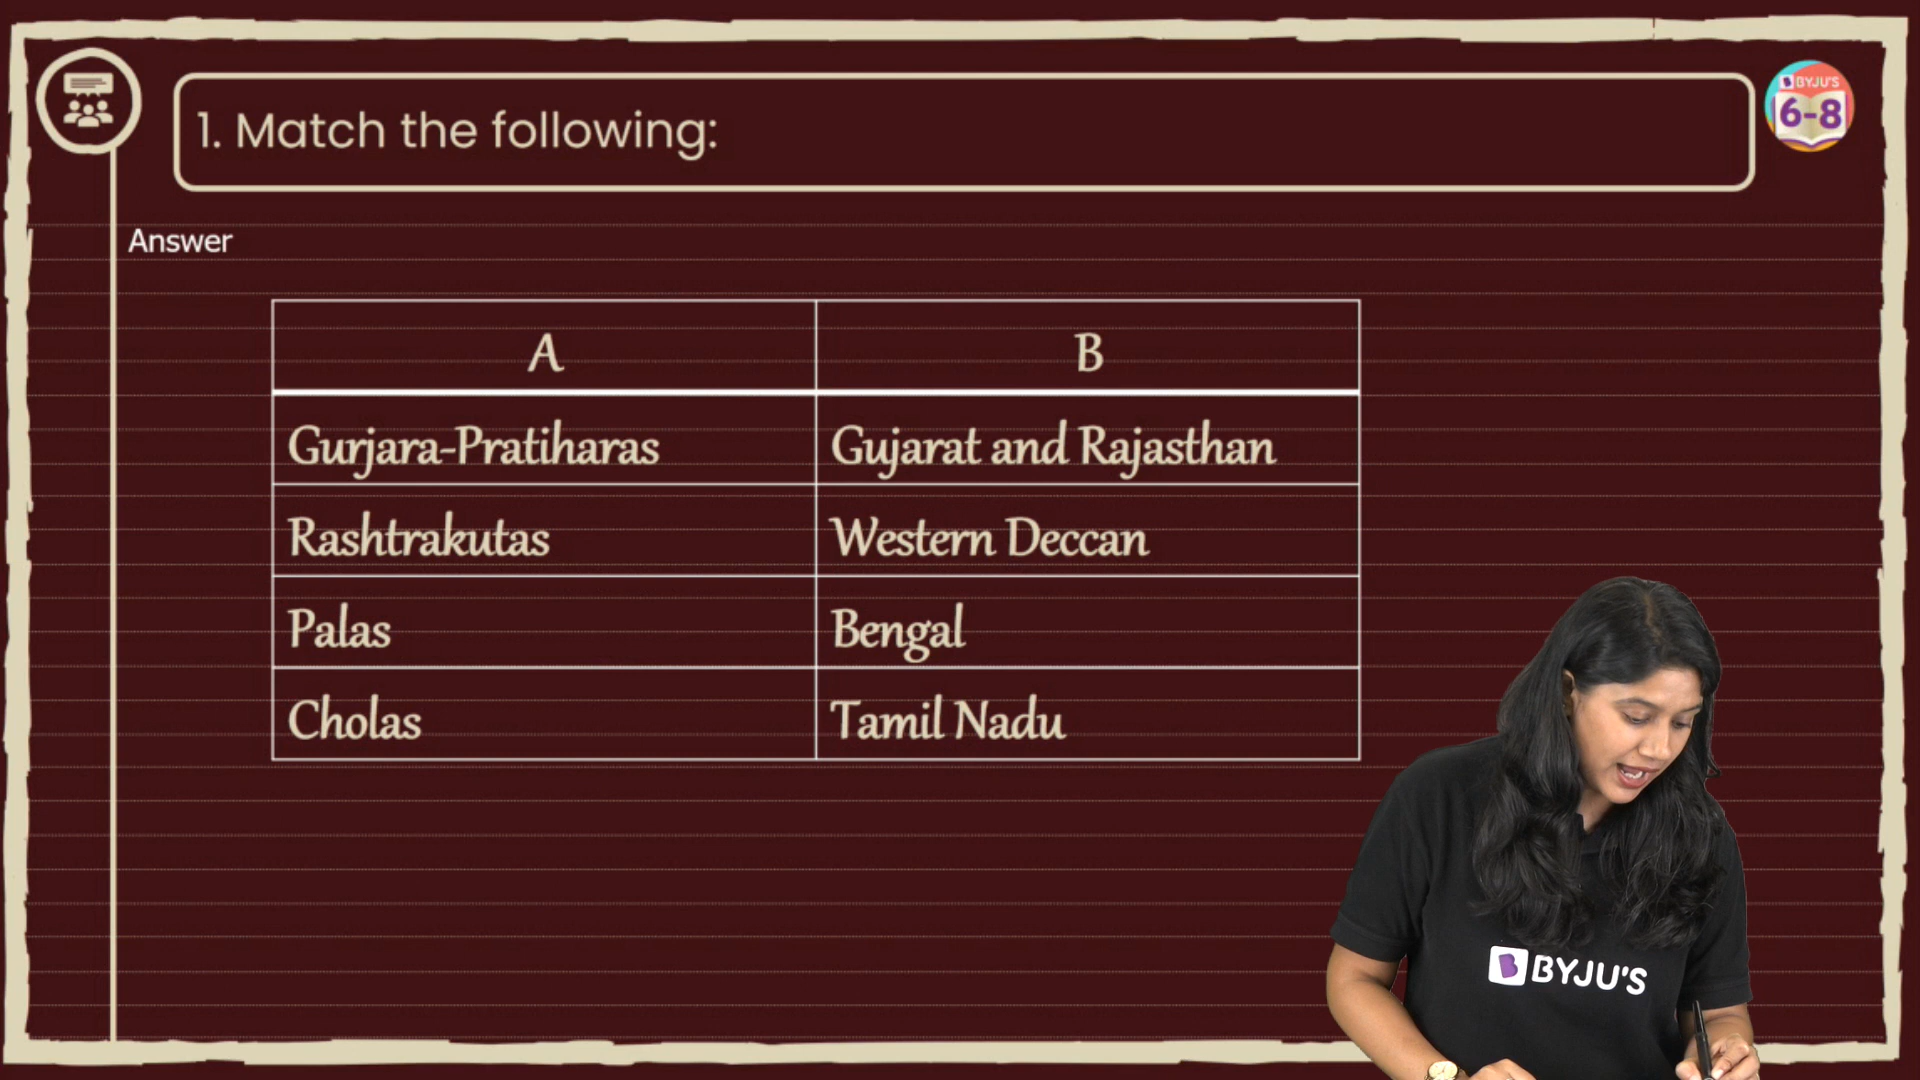 1. Match the following:
BYJU'S
6-8
Answer
A B
Gurjara-Pratiharas Gujarat and Rajasthan
Rashtrakutas Western Deccan
Palas Bengal
Cholas Tamil Nadu
B BYJU'S